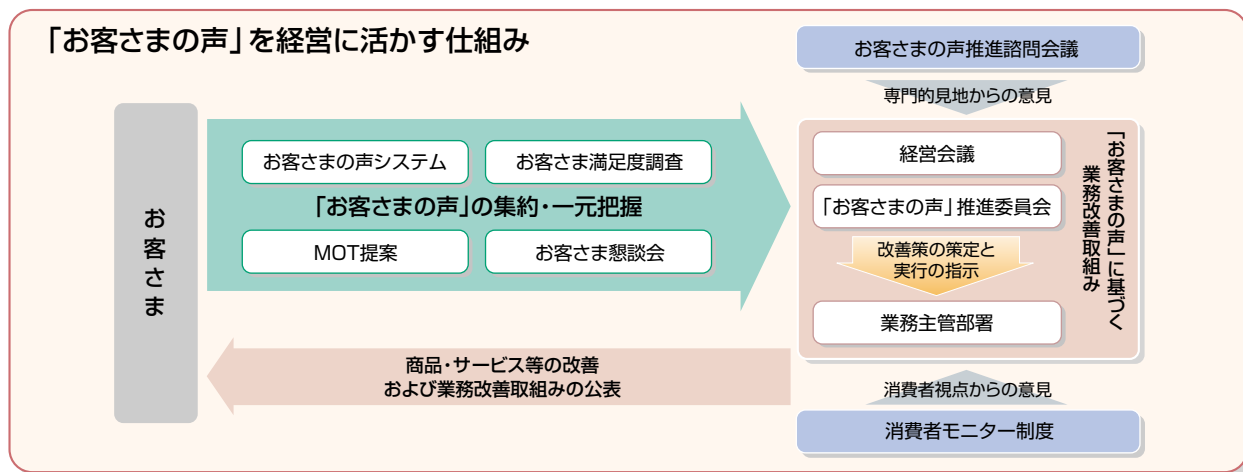 「お客さまの声」を経営に活かす仕組み
お客さまの声推進諮問会議
専門的見地からの意見
お客さま
お客さまの声システム
お客さま満足度調査
「お客さまの声」の集約・一元把握
MOT提案
お客さま懇談会
経営会議
「お客さまの声」推進委員会
改善策の策定と
実行の指示
業務主管部署
「お客さまの声」に基づく
業務改善取組み
商品・サービス等の改善
および業務改善取組みの公表
消費者視点からの意見
消費者モニター制度